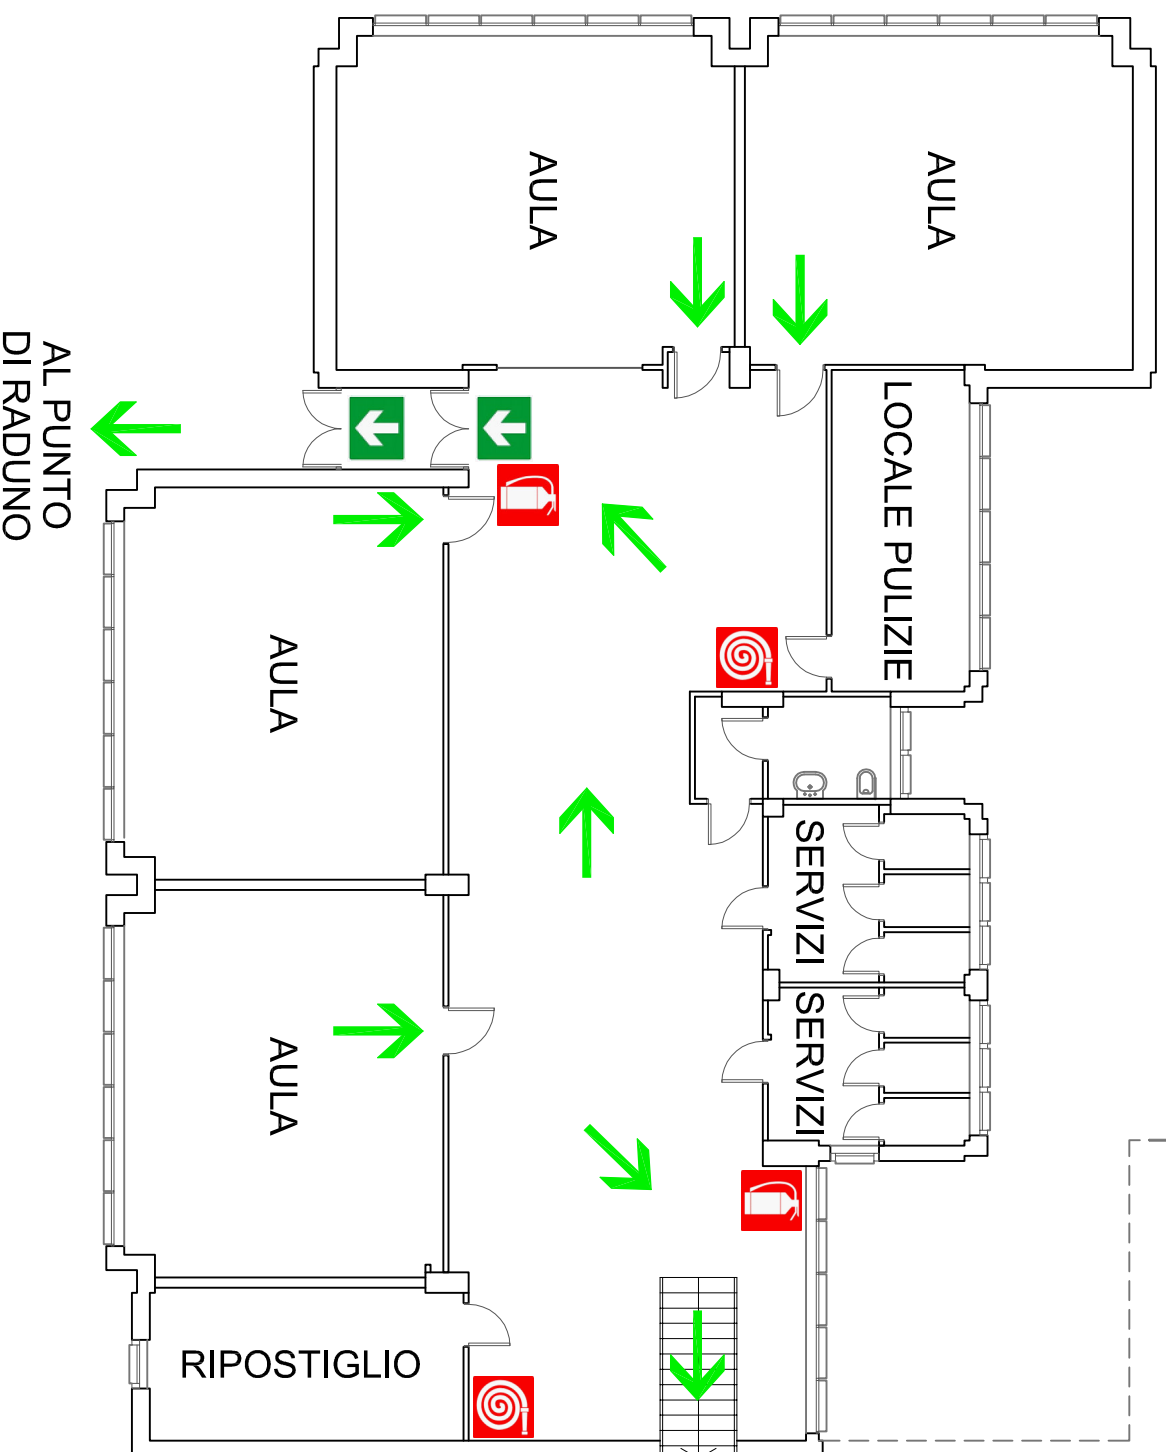 AULA
AULA
AL PUNTO
DI RADUNO
LOCALE PULIZIE
AULA
SERVIZI
SERVIZI
AULA
RIPOSTIGLIO